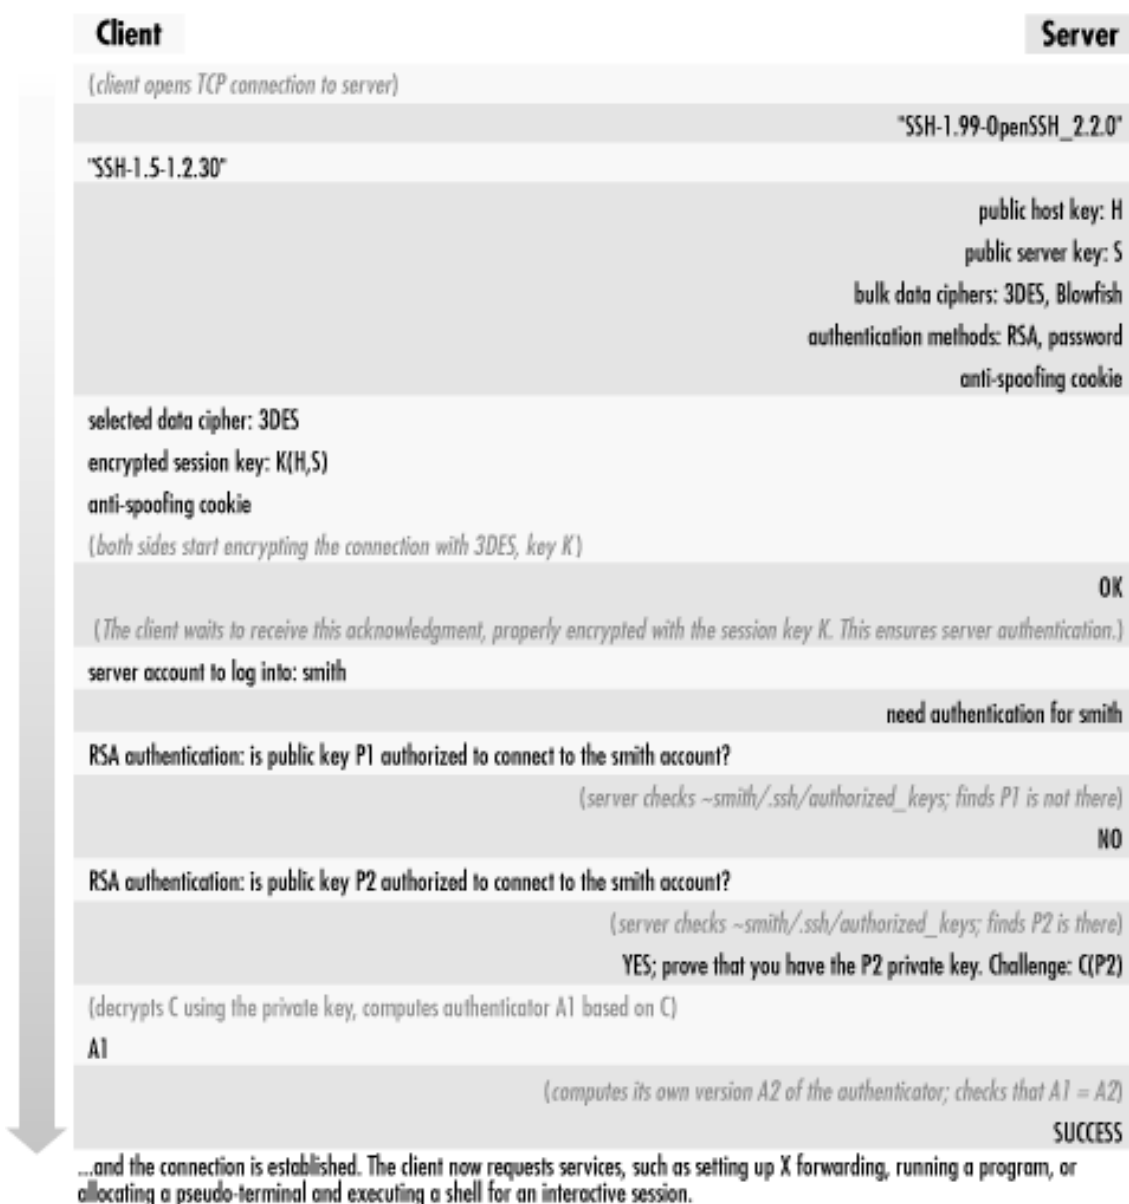 Client
Server
(client opens TCP connection to server)
"SSH-1.99-OpenSSH_2.2.0"
"SSH-1.5-1.2.30"
public host key: H
public server key: S
bulk data ciphers: 3DES, Blowfish
authentication methods: RSA, password
anti-spoofing cookie
selected data cipher: 3DES
encrypted session key: K(H,S)
anti-spoofing cookie
(both sides start encrypting the connection with 3DES, key K)
OK
(The client waits to receive this acknowledgment, properly encrypted with the session key K. This ensures server authentication.)
server account to log into: smith
need authentication for smith
RSA authentication: is public key P1 authorized to connect to the smith account?
(server checks ~smith/.ssh/authorized_keys; finds P1 is not there)
NO
RSA authentication: is public key P2 authorized to connect to the smith account?
(server checks ~smith/.ssh/authorized_keys; finds P2 is there)
YES; prove that you have the P2 private key. Challenge: C(P2)
(decrypts C using the private key, computes authenticator A1 based on C)
A1
(computes its own version A2 of the authenticator; checks that A1 = A2)
SUCCESS
...and the connection is established. The client now requests services, such as setting up X forwarding, running a program, or
allocating a pseudo-terminal and executing a shell for an interactive session.